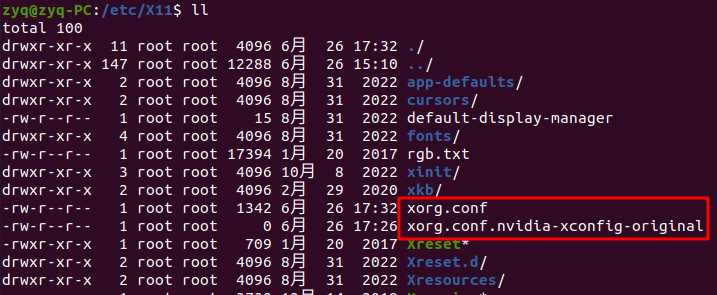 zyq@zyq-PC:/etc/X11$ ll
total 100
drwxr-xr-x 11 root root 4096 6月 26 17:32 ./
drwxr-xr-x 147 root root 12288 6月 26 15:10 ../
drwxr-xr-x 2 root root 4096 8月 31 2022 app-defaults/
drwxr-xr-x 2 root root 4096 8月 31 2022 cursors/
-rw-r--r-- 1 root root 15 8月 31 2022 default-display-manager
drwxr-xr-x 4 root root 4096 8月 31 2022 fonts/
-rw-r--r-- 1 root root 17394 1月 20 2017 rgb.txt
drwxr-xr-x 3 root root 4096 10月 8 2022 xinit/
drwxr-xr-x 2 root root 4096 2月 29 2020 xkb/
-rw-r--r-- 1 root root 1342 6月 26 17:32 xorg.conf
-rw-r--r-- 1 root root 0 6月 26 17:26 xorg.conf.nvidia-xconfig-original
-rwxr-xr-x 1 root root 709 1月 20 2017 Xreset*
drwxr-xr-x 2 root root 4096 8月 31 2022 Xreset.d/
drwxr-xr-x 2 root root 4096 8月 31 2022 Xresources/